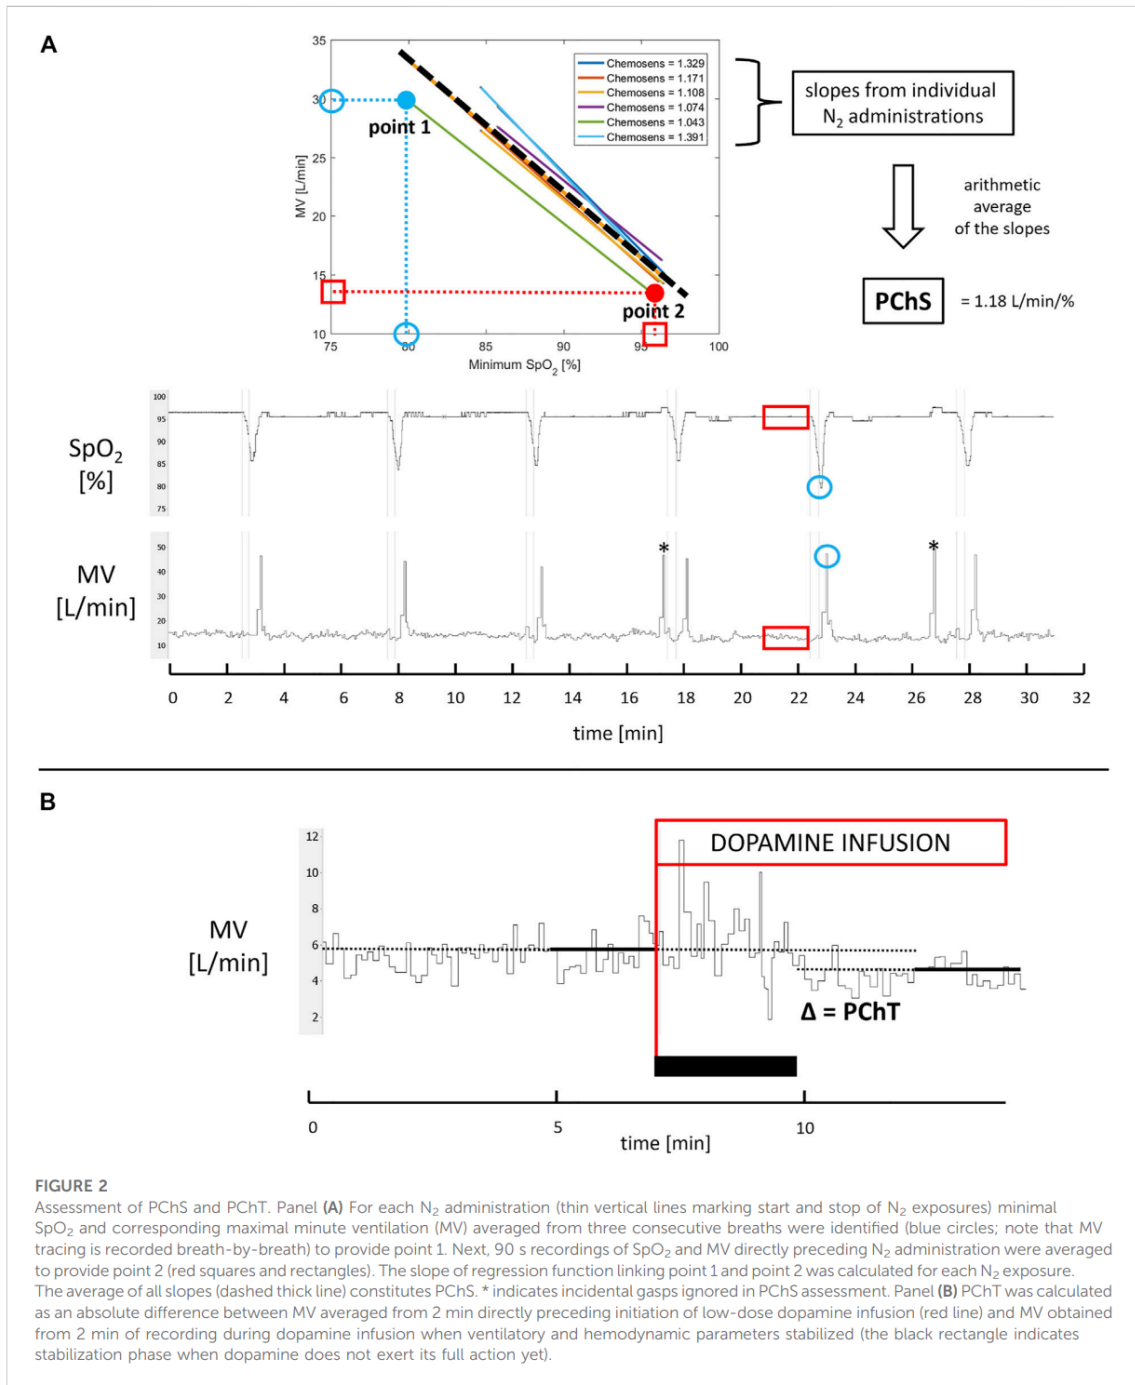 A
35
30
25
20
15
10
MV [L/min]
75
80
85
90
95
100
Minimum SpO2 [%]
point 1
point 2
Chemosens = 1.329
Chemosens = 1.171
Chemosens = 1.108
Chemosens = 1.074
Chemosens = 1.043
Chemosens = 1.391
slopes from individual
N2 administrations
arithmetic
average
of the slopes
PChS = 1.18 L/min/%
SpO2
[%]
100
95
90
85
80
75
MV
[L/min]
50
40
30
20
10
*
*
0 2 4 6 8 10 12 14 16 18 20 22 24 26 28 30 32
time [min]
B
DOPAMINE INFUSION
MV
[L/min]
12
10
8
6
4
2
Δ = PChT
0 5 10
time [min]
FIGURE 2
Assessment of PChS and PChT. Panel (A) For each N2 administration (thin vertical lines marking start and stop of N2 exposures) minimal
SpO2 and corresponding maximal minute ventilation (MV) averaged from three consecutive breaths were identified (blue circles; note that MV
tracing is recorded breath-by-breath) to provide point 1. Next, 90 s recordings of SpO2 and MV directly preceding N2 administration were averaged
to provide point 2 (red squares and rectangles). The slope of regression function linking point 1 and point 2 was calculated for each N2 exposure.
The average of all slopes (dashed thick line) constitutes PChS. * indicates incidental gasps ignored in PChS assessment. Panel (B) PChT was calculated
as an absolute difference between MV averaged from 2 min directly preceding initiation of low-dose dopamine infusion (red line) and MV obtained
from 2 min of recording during dopamine infusion when ventilatory and hemodynamic parameters stabilized (the black rectangle indicates
stabilization phase when dopamine does not exert its full action yet).